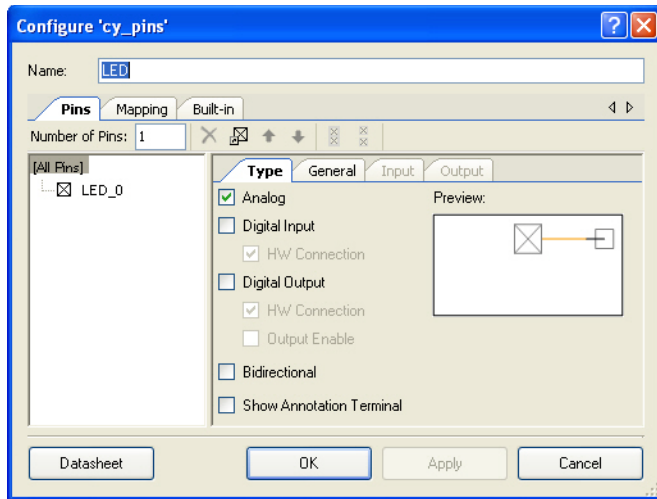 Configure 'cy_pins'
Name: LED
Pins Mapping Built-in
Number of Pins: 1
[All Pins]
LED_0
Type General Input Output
Analog
Preview:
Digital Input
HW Connection
Digital Output
HW Connection
Output Enable
Bidirectional
Show Annotation Terminal
Datasheet OK Apply Cancel